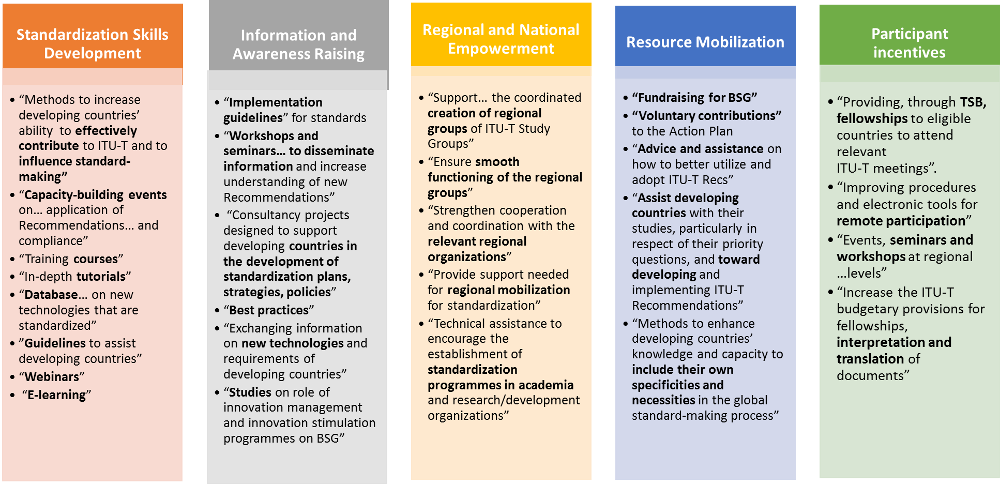 Standardization Skills
Development
• “Methods to increase
developing countries’
ability to effectively
contribute to ITU-T and to
influence standard-
making”
• “Capacity-building events
on… application of
Recommendations… and
compliance”
• “Training courses”
• “In-depth tutorials”
• “Database… on new
technologies that are
standardized”
• ”Guidelines to assist
developing countries”
• “Webinars”
• “E-learning”
Information and
Awareness Raising
• “Implementation
guidelines” for standards
• “Workshops and
seminars… to disseminate
information and increase
understanding of new
Recommendations”
• “Consultancy projects
designed to support
developing countries in
the development of
standardization plans,
strategies, policies”
• “Best practices”
• “Exchanging information
on new technologies and
requirements of
developing countries”
• “Studies on role of
innovation management
and innovation stimulation
programmes on BSG”
Regional and National
Empowerment
• “Support… the coordinated
creation of regional
groups of ITU-T Study
Groups”
• “Ensure smooth
functioning of the regional
groups”
• “Strengthen cooperation
and coordination with the
relevant regional
organizations”
• “Provide support needed
for regional mobilization
for standardization”
• “Technical assistance to
encourage the
establishment of
standardization
programmes in academia
and research/development
organizations”
Resource Mobilization
• “Fundraising for BSG”
• “Voluntary contributions”
to the Action Plan
• “Advice and assistance on
how to better utilize and
adopt ITU-T Recs”
• “Assist developing
countries with their
studies, particularly in
respect of their priority
questions, and toward
developing and
implementing ITU-T
Recommendations”
• “Methods to enhance
developing countries’
knowledge and capacity to
include their own
specificities and
necessities in the global
standard-making process”
Participant
incentives
• “Providing, through TSB,
fellowships to eligible
countries to attend
relevant
ITU-T meetings”.
• “Improving procedures
and electronic tools for
remote participation”
• “Events, seminars and
workshops at regional
…levels”
• “Increase the ITU-T
budgetary provisions for
fellowships,
interpretation and
translation of
documents”